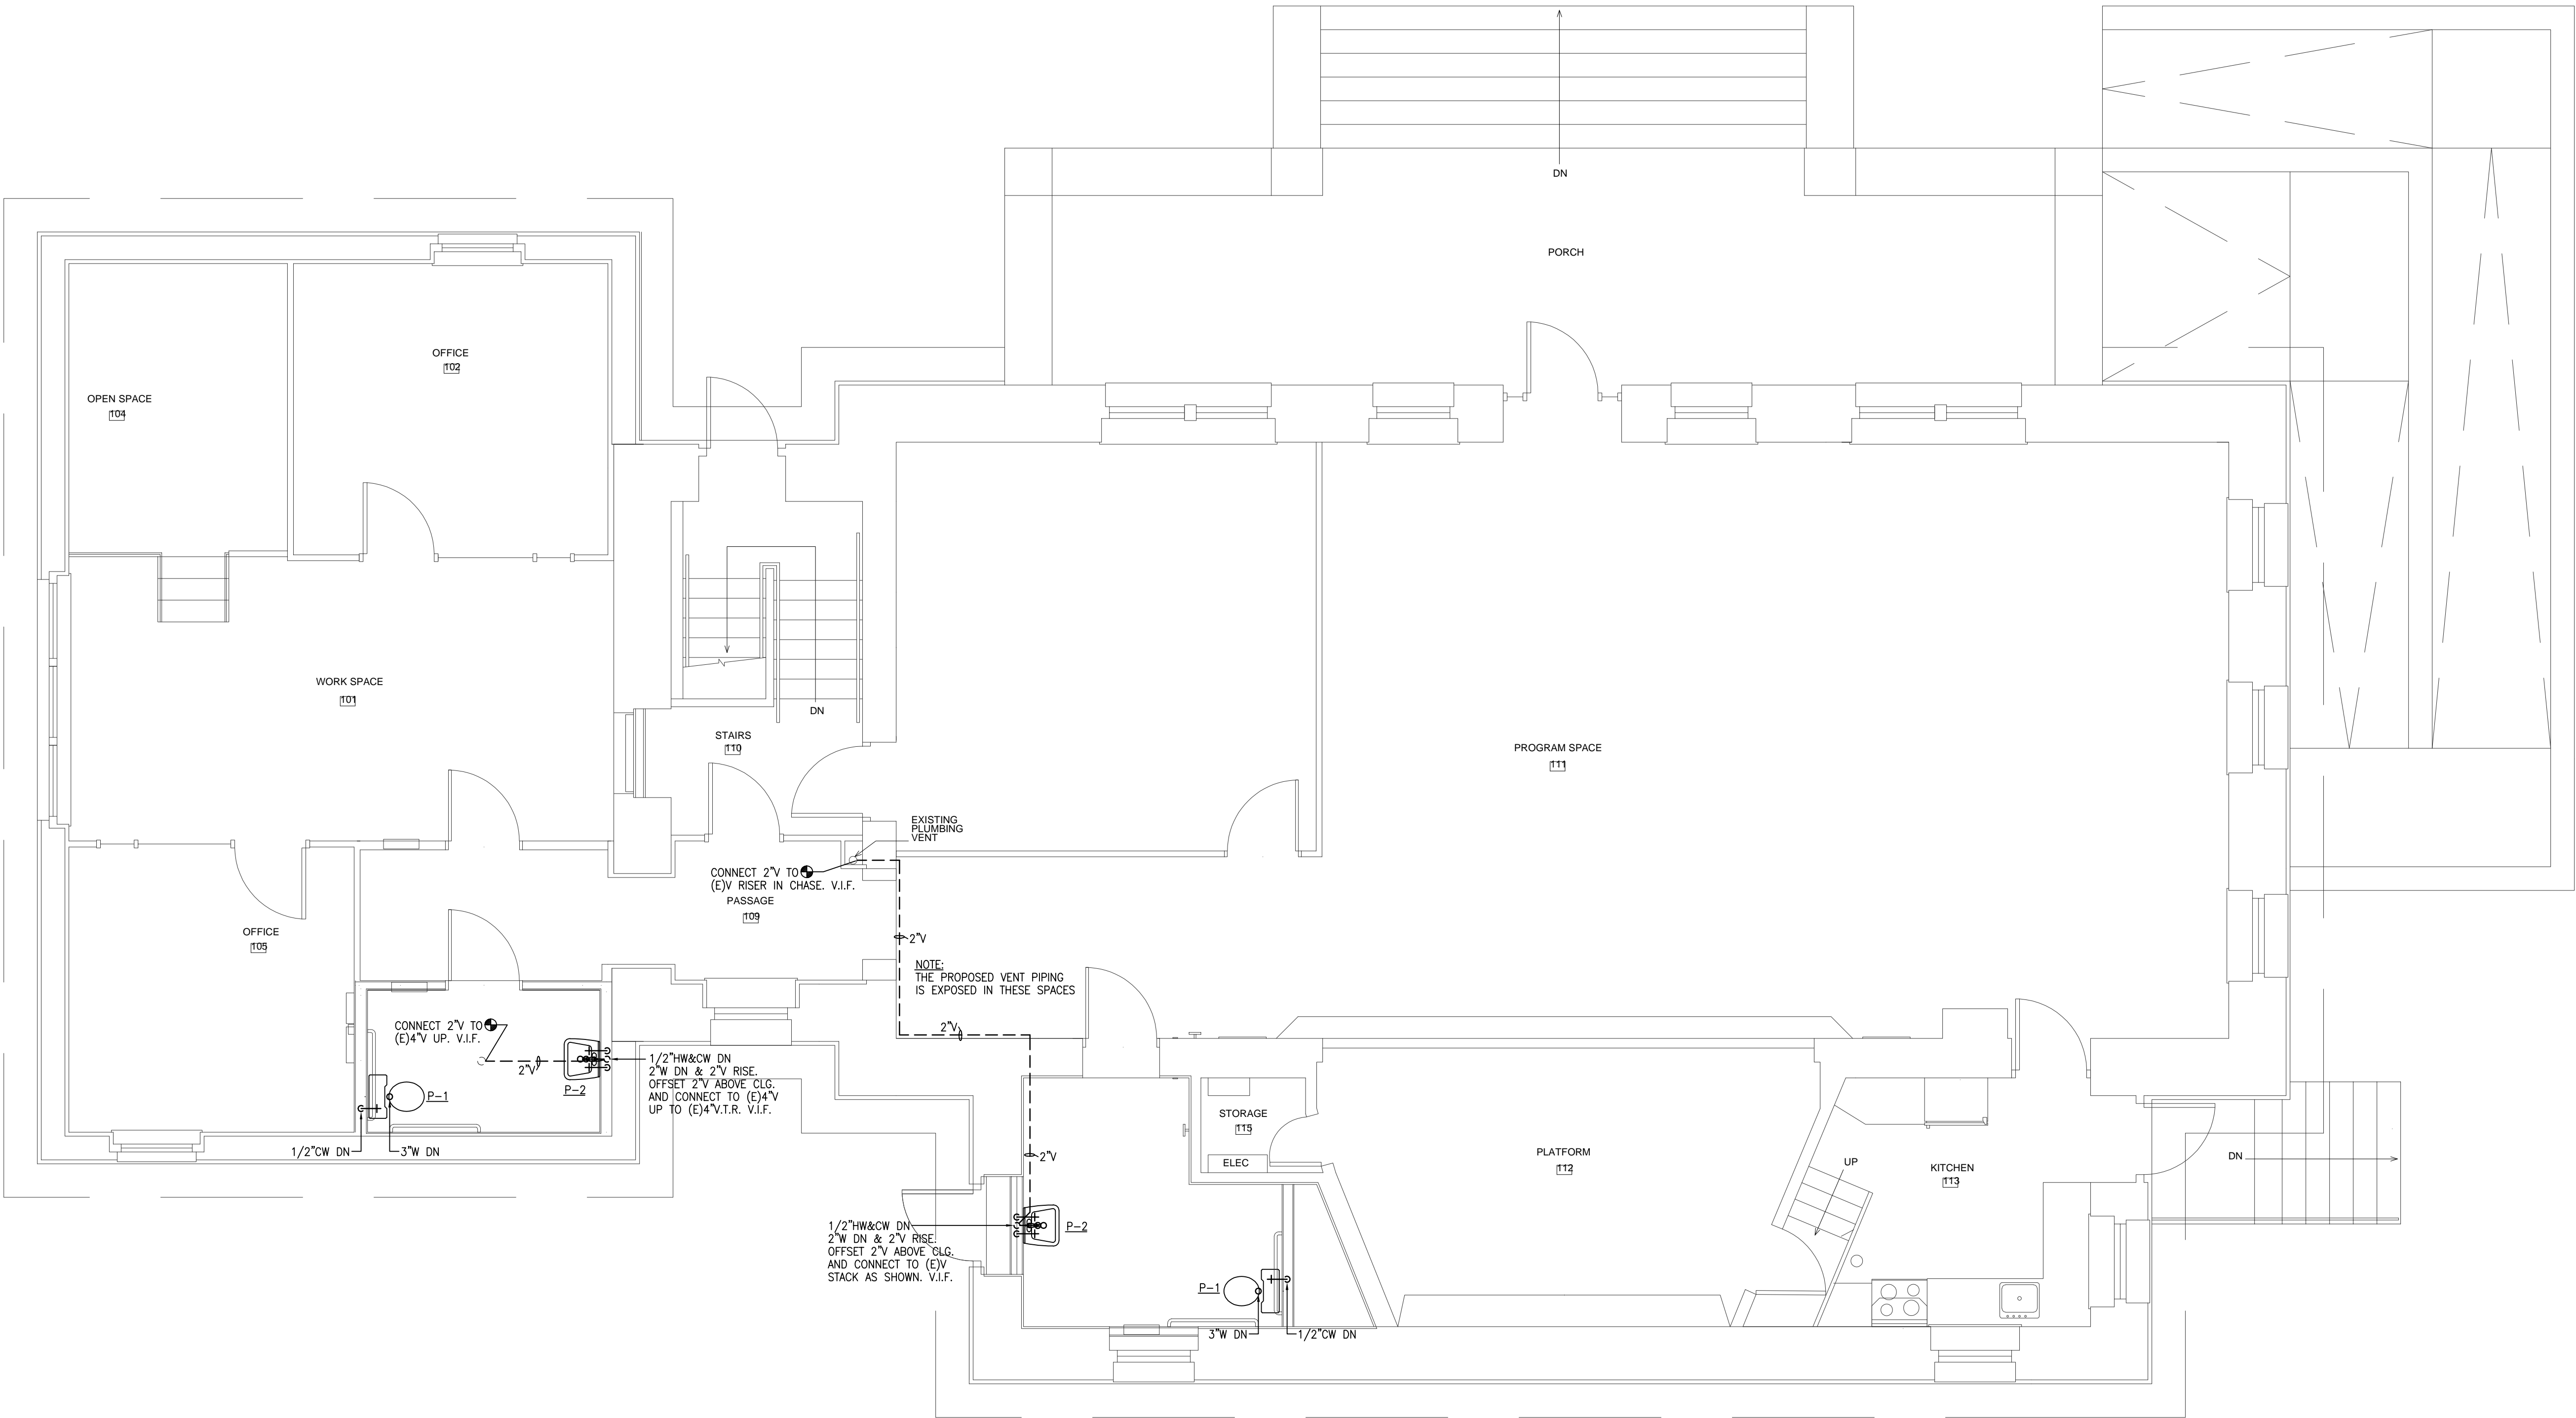 DN
PORCH
OFFICE
102
OPEN SPACE
104
WORK SPACE
101
DN
STAIRS
110
PROGRAM SPACE
111
EXISTING
PLUMBING
VENT
CONNECT 2"V TO
(E)V RISER IN CHASE. V.I.F.
PASSAGE
109
OFFICE
105
2"V
NOTE:
THE PROPOSED VENT PIPING
IS EXPOSED IN THESE SPACES
CONNECT 2"V TO
(E)4"V UP. V.I.F.
2"V
2"V
1/2"HW&CW DN
2"W DN & 2"V RISE.
OFFSET 2"V ABOVE CLG.
AND CONNECT TO (E)4"V
UP TO (E)4"V.T.R. V.I.F.
P-2
P-1
1/2"CW DN
3"W DN
STORAGE
115
ELEC
2"V
PLATFORM
112
UP
KITCHEN
113
DN
1/2"HW&CW DN
2"W DN & 2"V RISE.
OFFSET 2"V ABOVE CLG.
AND CONNECT TO (E)V
STACK AS SHOWN. V.I.F.
P-2
P-1
3"W DN
1/2"CW DN